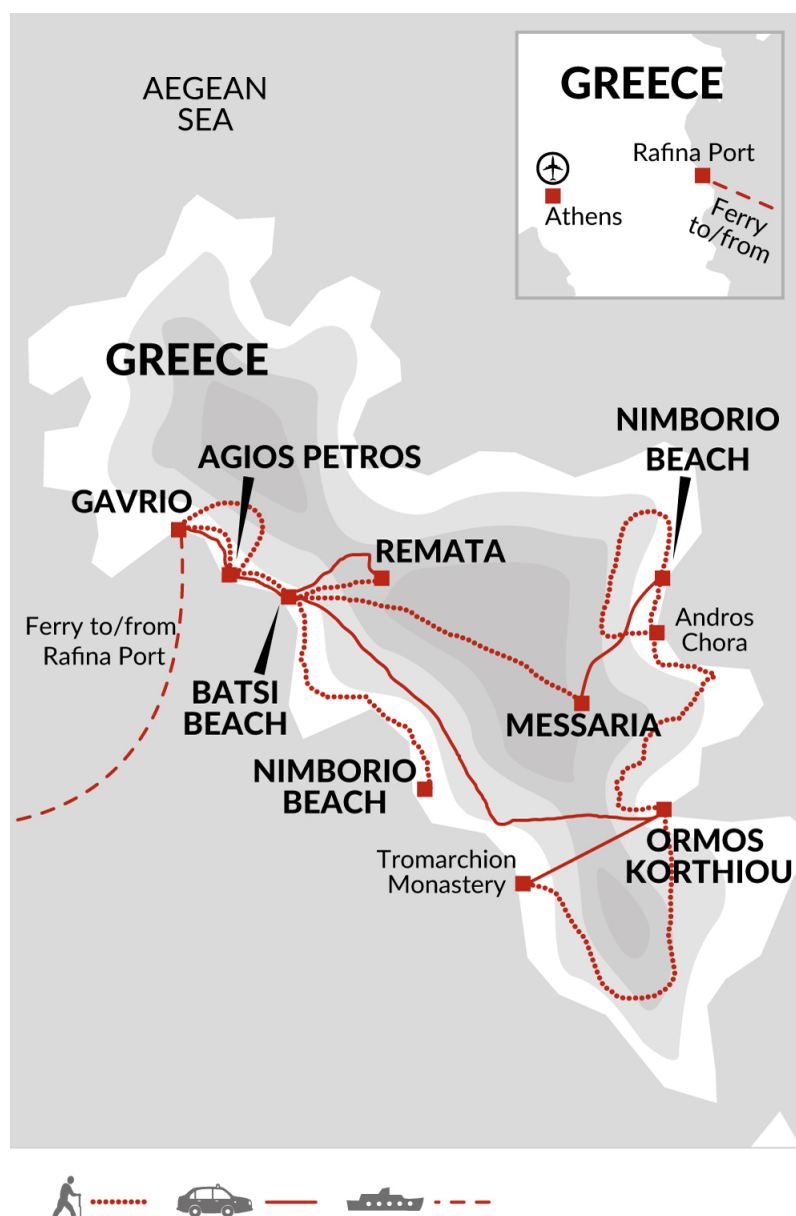 AEGEAN
SEA
GREECE
Rafina Port
Athens
Ferry
to/from
GREECE
NIMBORIO
BEACH
AGIOS PETROS
GAVRIO
REMATA
Andros
Chora
Ferry to/from
Rafina Port
BATSI
BEACH
MESSARIA
NIMBORIO
BEACH
ORMOS
KORTHIOU
Tromarchion
Monastery